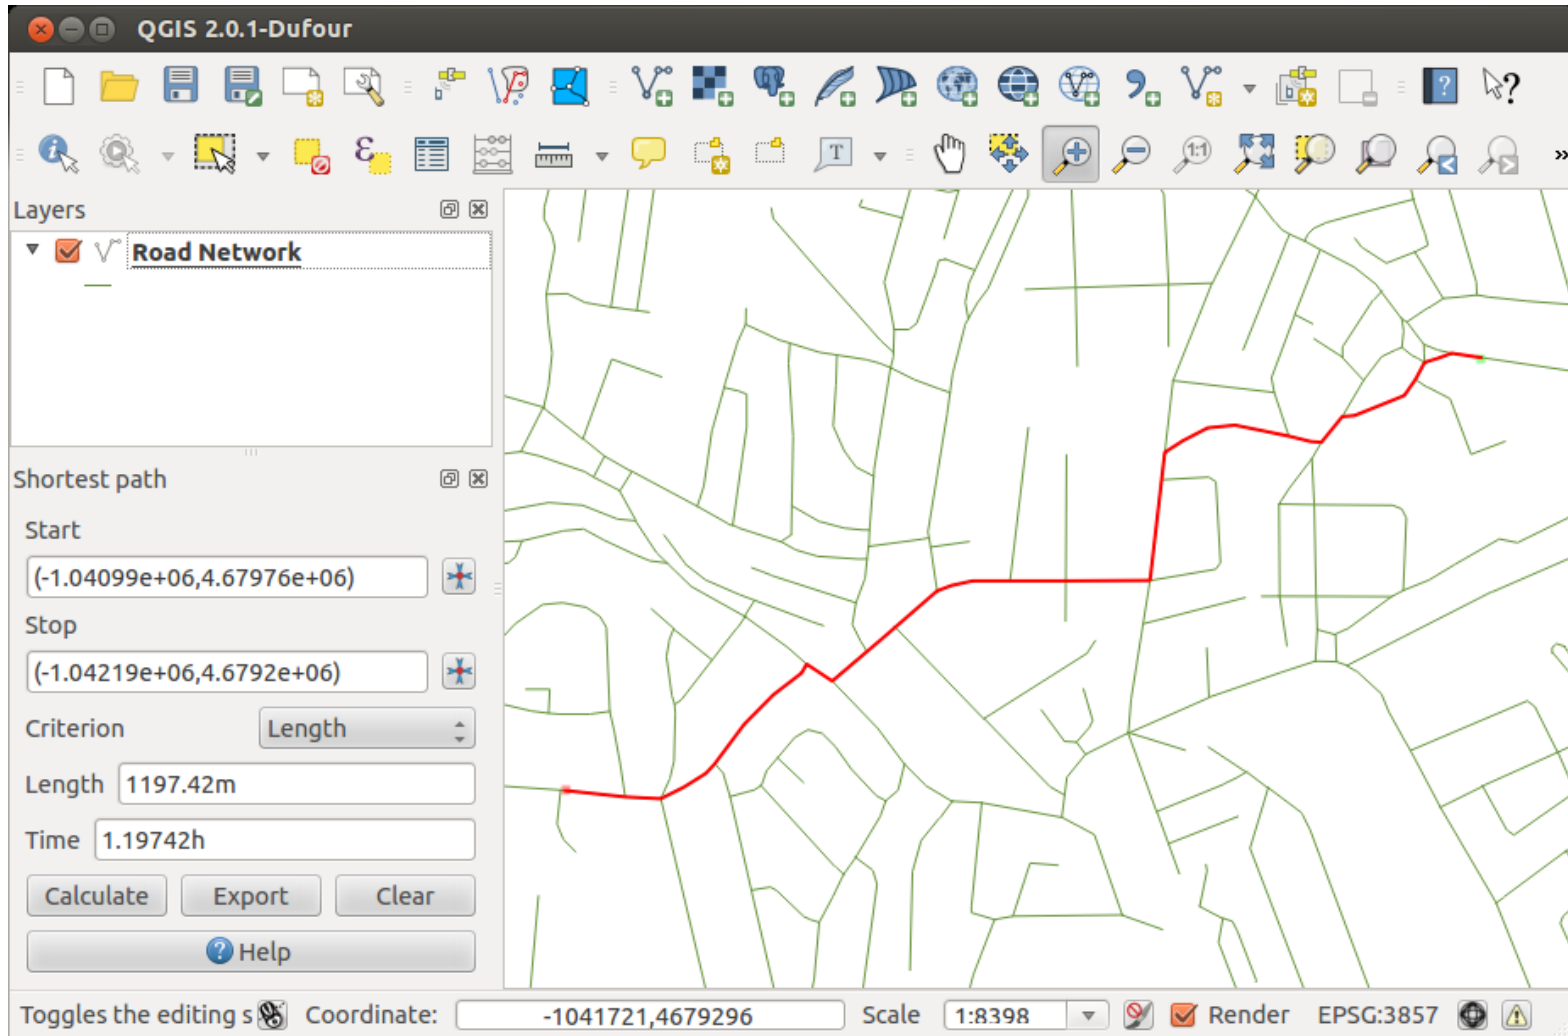 QGIS 2.0.1-Dufour
1:1
T
Layers
Road Network
Shortest path
Start
(-1.04099e+06,4.67976e+06)
Stop
(-1.04219e+06,4.6792e+06)
Criterion Length
Length 1197.42m
Time 1.19742h
Calculate Export Clear
Help
Toggles the editing s Coordinate: -1041721,4679296 Scale 1:8398 Render EPSG:3857